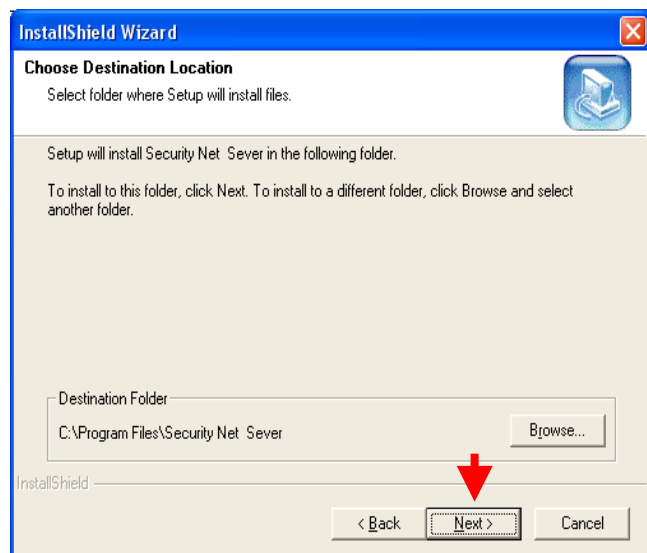 InstallShield Wizard
Choose Destination Location
Select folder where Setup will install files.
Setup will install Security Net  Sever in the following folder.
To install to this folder, click Next. To install to a different folder, click Browse and select
another folder.
Destination Folder
C:\Program Files\Security Net  Sever
Browse...
InstallShield
< Back
Next >
Cancel